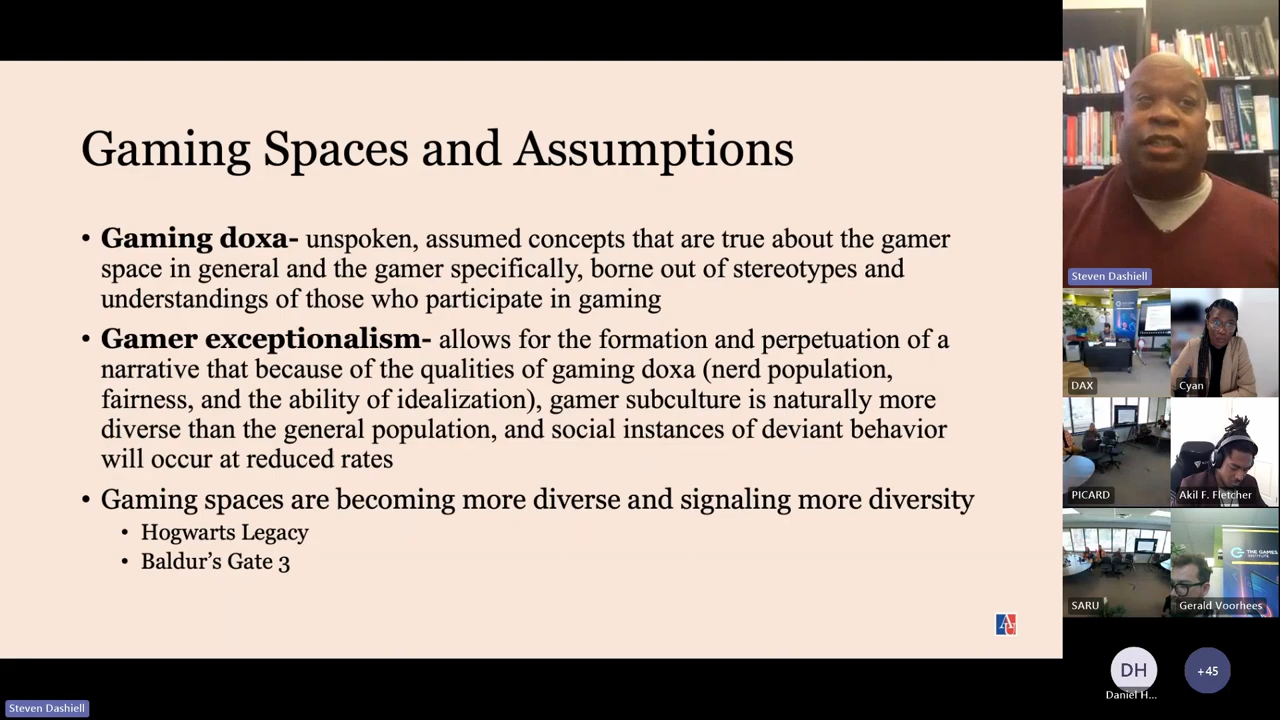 Gaming Spaces and Assumptions
• Gaming doxa- unspoken, assumed concepts that are true about the gamer
space in general and the gamer specifically, borne out of stereotypes and
understandings of those who participate in gaming
• Gamer exceptionalism- allows for the formation and perpetuation of a
narrative that because of the qualities of gaming doxa (nerd population,
fairness, and the ability of idealization), gamer subculture is naturally more
diverse than the general population, and social instances of deviant behavior
will occur at reduced rates
• Gaming spaces are becoming more diverse and signaling more diversity
• Hogwarts Legacy
• Baldur's Gate 3
AU
Steven Dashiell
Steven Dashiell
DAX
Cyan
PICARD
Akil F. Fletcher
SARU
THE GAMES
INSTITUTE
Gerald Voorhees
DH
Daniel H...
+45